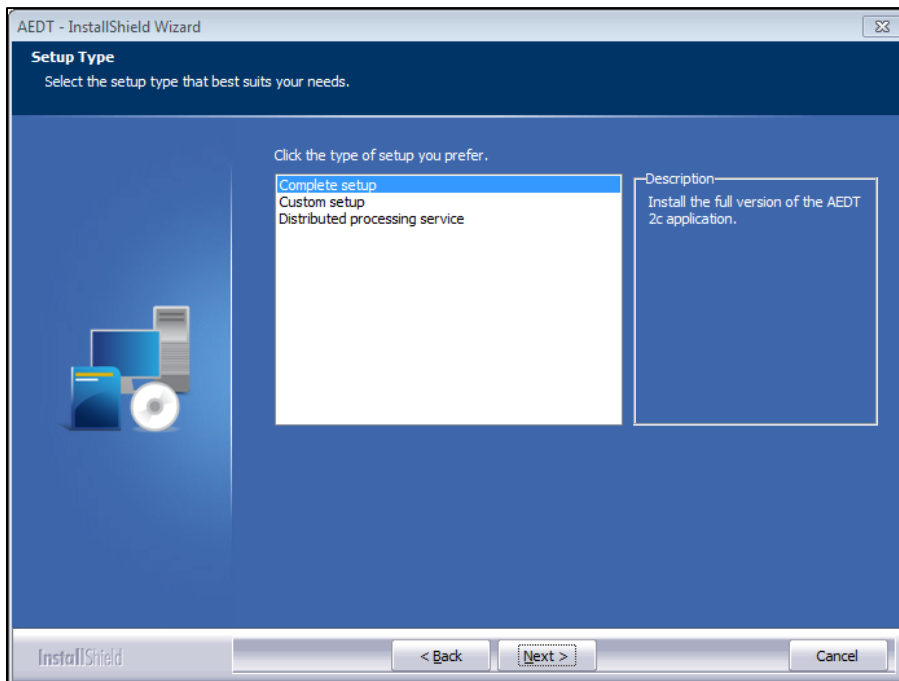 AEDT - InstallShield Wizard
Setup Type
Select the setup type that best suits your needs.
Click the type of setup you prefer.
Complete setup
Custom setup
Distributed processing service
Description
Install the full version of the AEDT
2c application.
InstallShield
< Back
Next >
Cancel